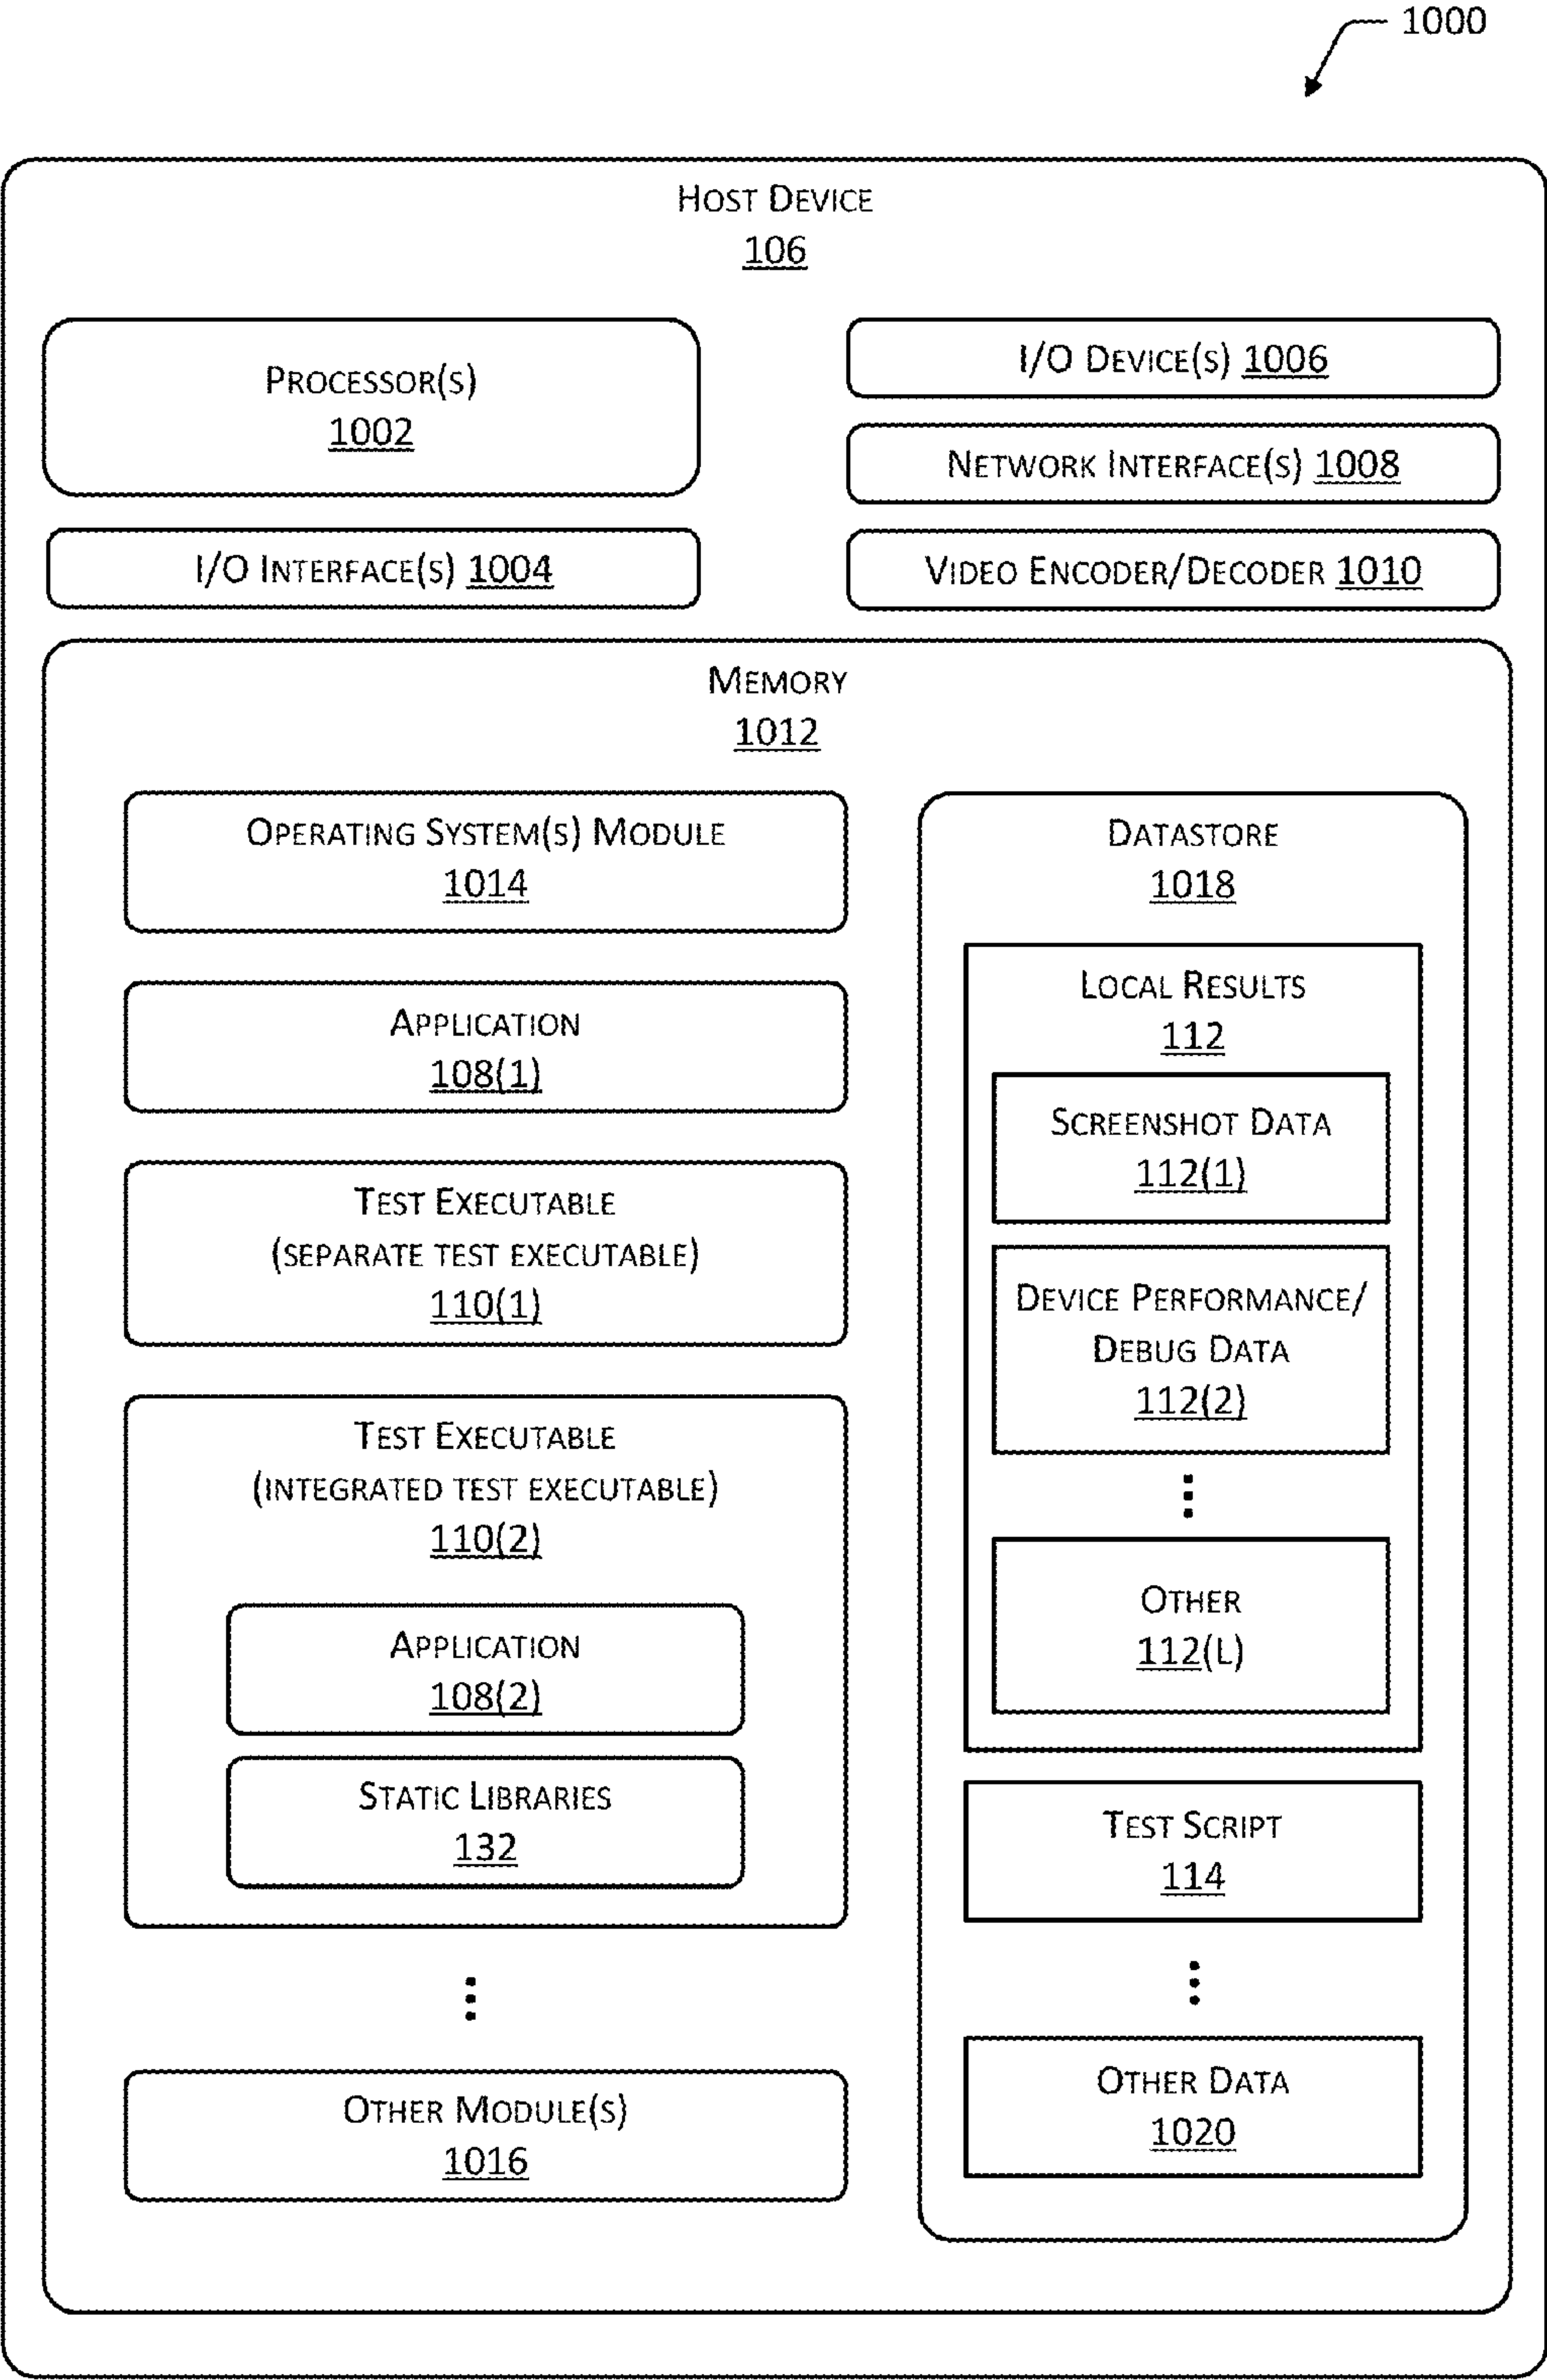 1000
HOST DEVICE
106
PROCESSOR(S)
1002
I/O INTERFACE(S) 1004
I/O DEVICE(S) 1006
NETWORK INTERFACE(S) 1008
VIDEO ENCODER/DECODER 1010
MEMORY
1012
OPERATING SYSTEM(S) MODULE
1014
APPLICATION
108(1)
TEST EXECUTABLE
(SEPARATE TEST EXECUTABLE)
110(1)
TEST EXECUTABLE
(INTEGRATED TEST EXECUTABLE)
110(2)
APPLICATION
108(2)
STATIC LIBRARIES
132
OTHER MODULE(S)
1016
DATASTORE
1018
LOCAL RESULTS
112
SCREENSHOT DATA
112(1)
DEVICE PERFORMANCE/
DEBUG DATA
112(2)
OTHER
112(L)
TEST SCRIPT
114
OTHER DATA
1020